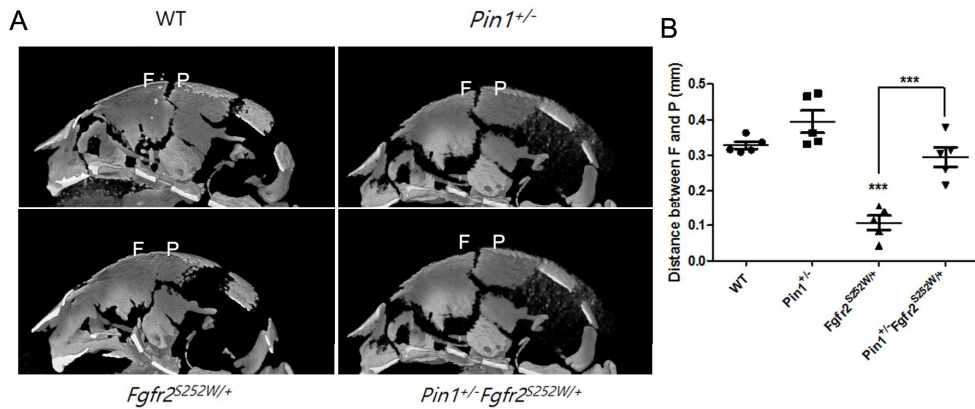 A
WT
Pin1+/-
F P
F P
F P
F P
Fgfr2S252W/+
Pin1+/-Fgfr2S252W/+
B
Distance between F and P (mm)
0.5
0.4
0.3
0.2
0.1
0.0
***
***
WT
Pin1+/-
Fgfr2S252W/+
Pin1+/-Fgfr2S252W/+